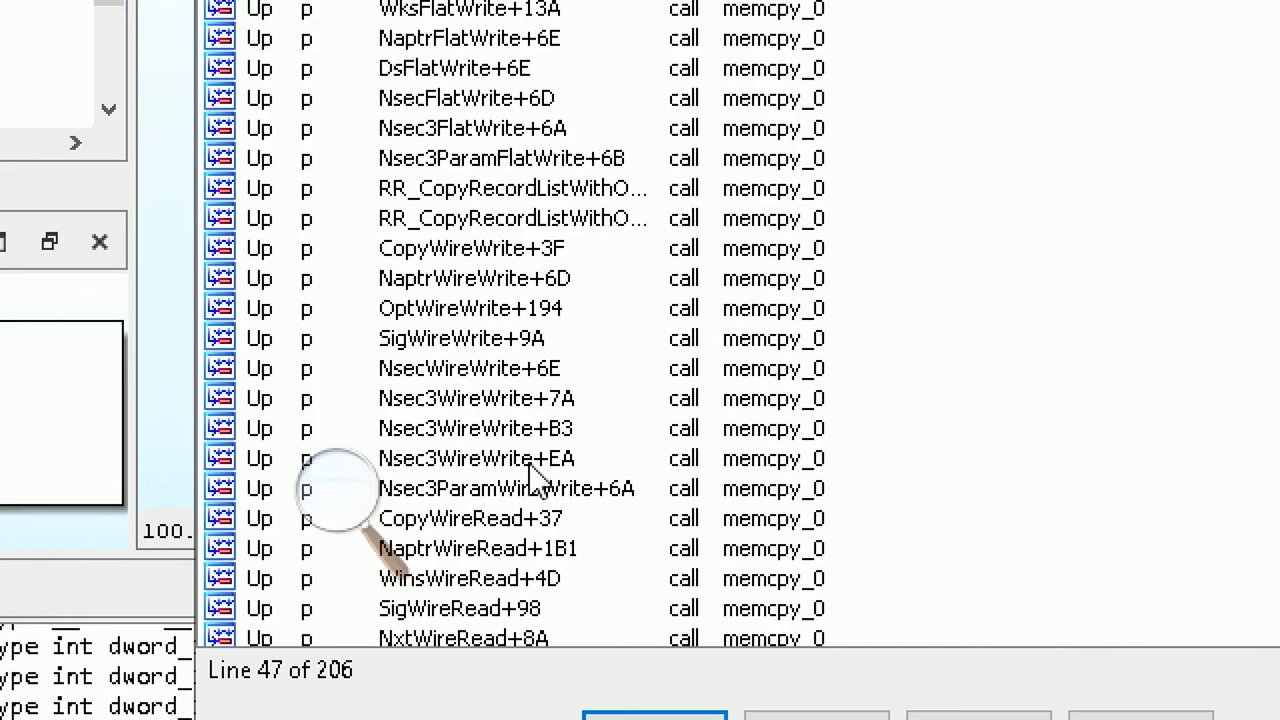 Up p WksFlatWrite+13A call memcpy_0
Up p NaptrFlatWrite+6E call memcpy_0
Up p DsFlatWrite+6E call memcpy_0
Up p NsecFlatWrite+6D call memcpy_0
Up p Nsec3FlatWrite+6A call memcpy_0
Up p Nsec3ParamFlatWrite+6B call memcpy_0
Up p RR_CopyRecordListWithO... call memcpy_0
Up p RR_CopyRecordListWithO... call memcpy_0
Up p CopyWireWrite+3F call memcpy_0
Up p NaptrWireWrite+6D call memcpy_0
Up p OptWireWrite+194 call memcpy_0
Up p SigWireWrite+9A call memcpy_0
Up p NsecWireWrite+6E call memcpy_0
Up p Nsec3WireWrite+7A call memcpy_0
Up p Nsec3WireWrite+B3 call memcpy_0
Up p Nsec3WireWrite+EA call memcpy_0
Up p Nsec3ParamWireWrite+6A call memcpy_0
Up p CopyWireRead+37 call memcpy_0
100.
Up p NaptrWireRead+1B1 call memcpy_0
Up p WinsWireRead+4D call memcpy_0
Up p SigWireRead+98 call memcpy_0
Up p NxtWireRead+8A call memcpy_0
ype int dword_
ype int dword_
ype int dword_
Line 47 of 206